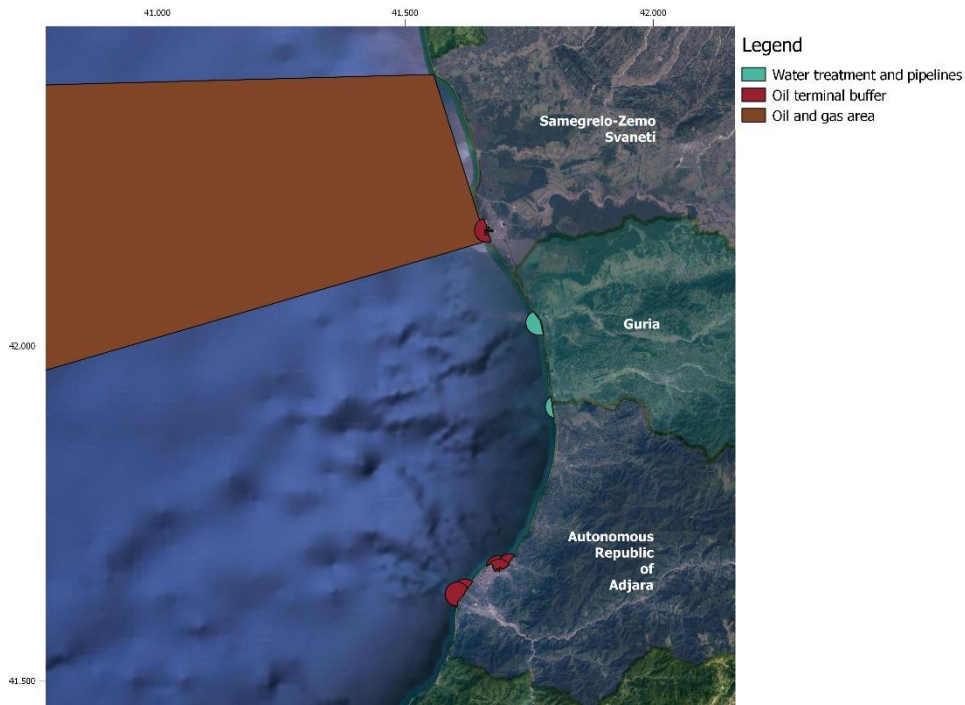 41.000
41.500
42.000
Legend
Water treatment and pipelines
Oil terminal buffer
Oil and gas area
Samegrelo-Zemo
Svaneti
Guria
42.000
Autonomous
Republic
of
Adjara
41.500